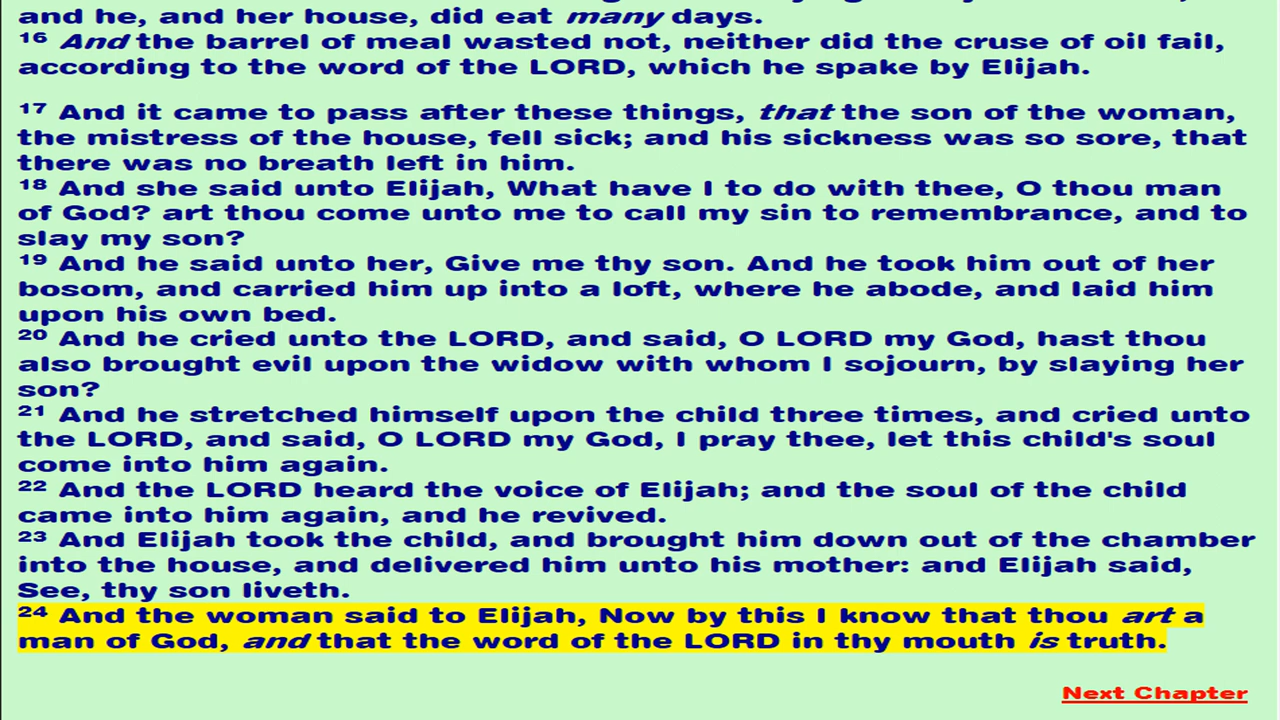 and he, and her house, did eat many days.
16 And the barrel of meal wasted not, neither did the cruse of oil fail,
according to the word of the LORD, which he spake by Elijah.
17 And it came to pass after these things, that the son of the woman,
the mistress of the house, fell sick; and his sickness was so sore, that
there was no breath left in him.
18 And she said unto Elijah, What have I to do with thee, O thou man
of God? art thou come unto me to call my sin to remembrance, and to
slay my son?
19 And he said unto her, Give me thy son. And he took him out of her
bosom, and carried him up into a loft, where he abode, and laid him
upon his own bed.
20 And he cried unto the LORD, and said, O LORD my God, hast thou
also brought evil upon the widow with whom I sojourn, by slaying her
son?
21 And he stretched himself upon the child three times, and cried unto
the LORD, and said, O LORD my God, I pray thee, let this child's soul
come into him again.
22 And the LORD heard the voice of Elijah; and the soul of the child
came into him again, and he revived.
23 And Elijah took the child, and brought him down out of the chamber
into the house, and delivered him unto his mother: and Elijah said,
See, thy son liveth.
24 And the woman said to Elijah, Now by this I know that thou art a
man of God, and that the word of the LORD in thy mouth is truth.
Next Chapter